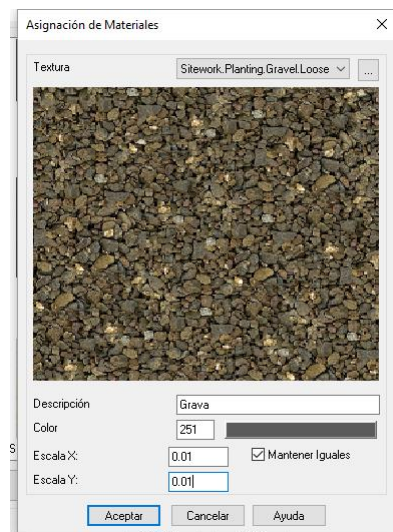 Asignación de Materiales
Textura Sitework.Planting.Gravel.Loose ...
Descripción Grava
Color 251
Escala X: 0.01 Mantener Iguales
Escala Y: 0.01
Aceptar Cancelar Ayuda